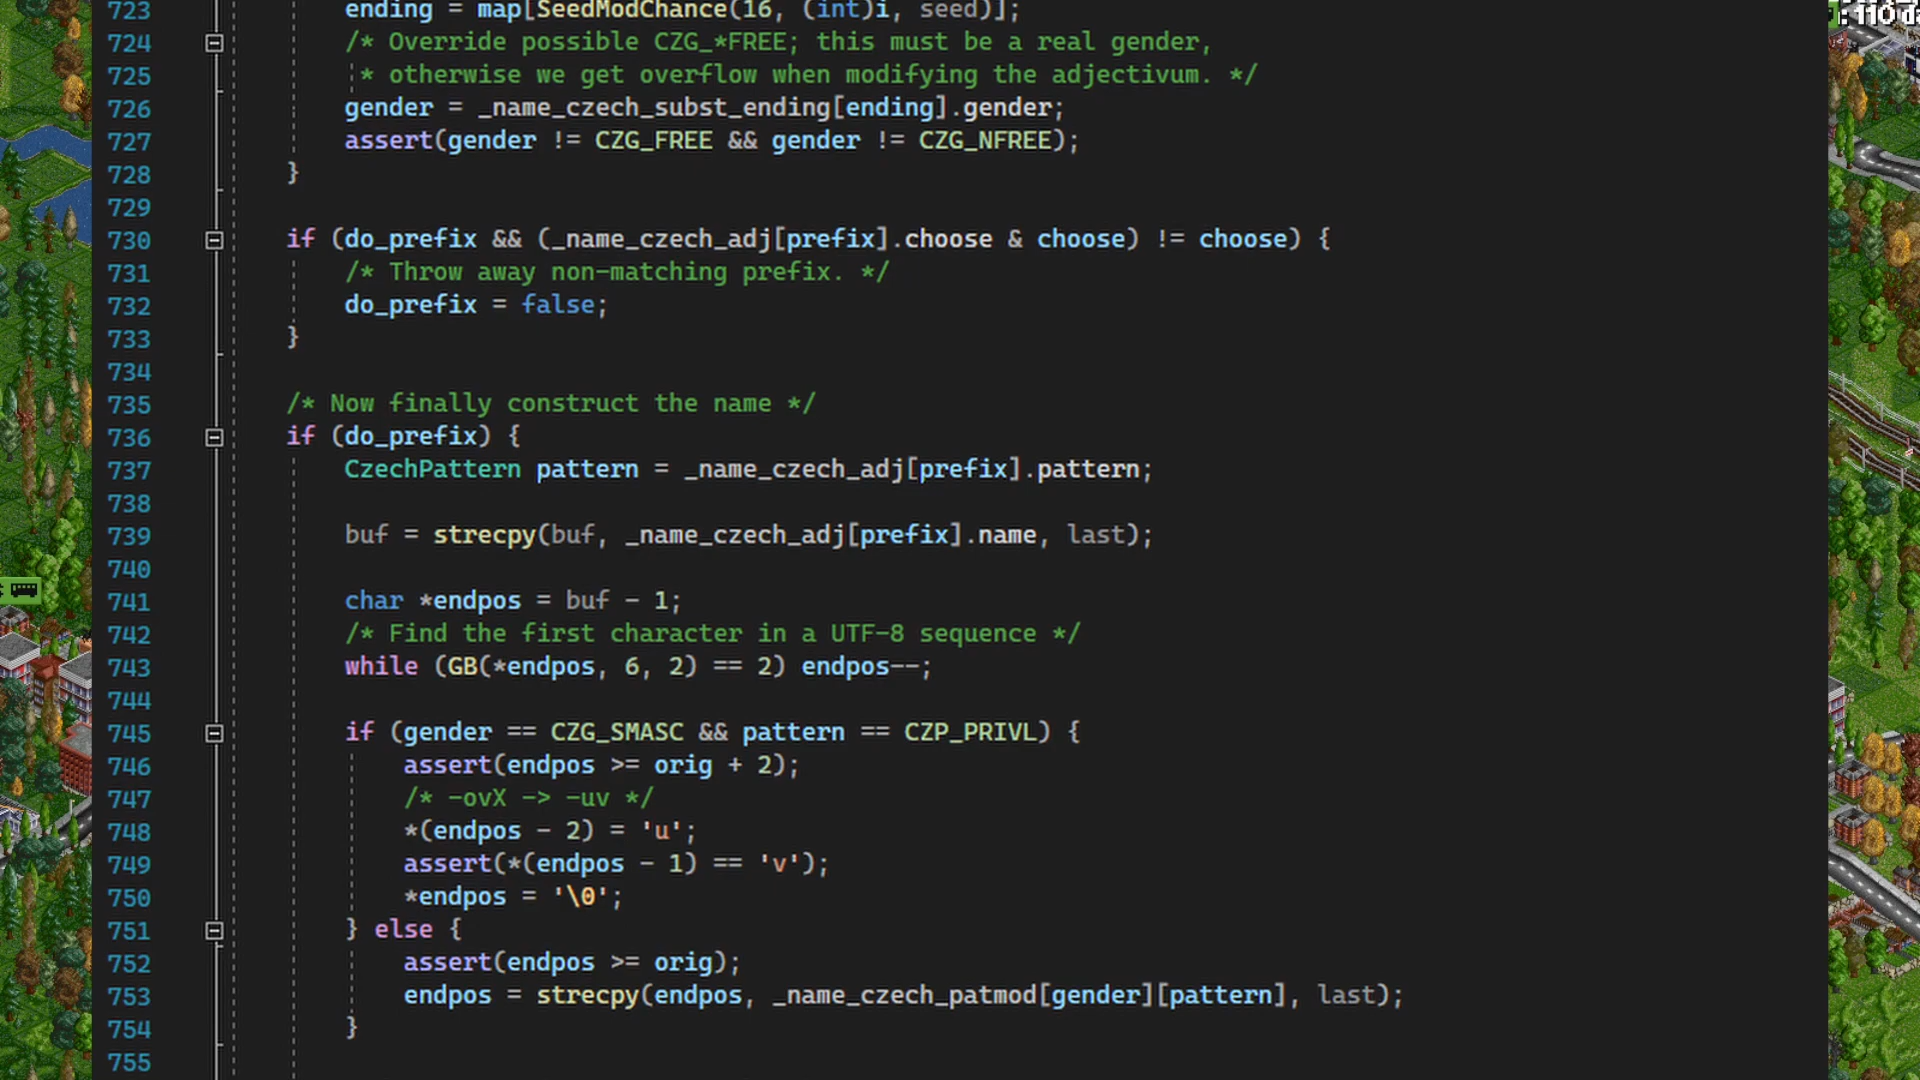 723 ending = map[SeedModChance(16, (int)i, seed)];
724 /* Override possible CZG_*FREE; this must be a real gender,
725 * otherwise we get overflow when modifying the adjectivum. */
726 gender = _name_czech_subst_ending[ending].gender;
727 assert(gender != CZG_FREE && gender != CZG_NFREE);
728 }
729
730 if (do_prefix && (_name_czech_adj[prefix].choose & choose) != choose) {
731 /* Throw away non-matching prefix. */
732 do_prefix = false;
733 }
734
735 /* Now finally construct the name */
736 if (do_prefix) {
737 CzechPattern pattern = _name_czech_adj[prefix].pattern;
738
739 buf = strecpy(buf, _name_czech_adj[prefix].name, last);
740
741 char *endpos = buf - 1;
742 /* Find the first character in a UTF-8 sequence */
743 while (GB(*endpos, 6, 2) == 2) endpos--;
744
745 if (gender == CZG_SMASC && pattern == CZP_PRIVL) {
746 assert(endpos >= orig + 2);
747 /* -ovX -> -uv */
748 *(endpos - 2) = 'u';
749 assert(*(endpos - 1) == 'v');
750 *endpos = '\0';
751 } else {
752 assert(endpos >= orig);
753 endpos = strecpy(endpos, _name_czech_patmod[gender][pattern], last);
754 }
755